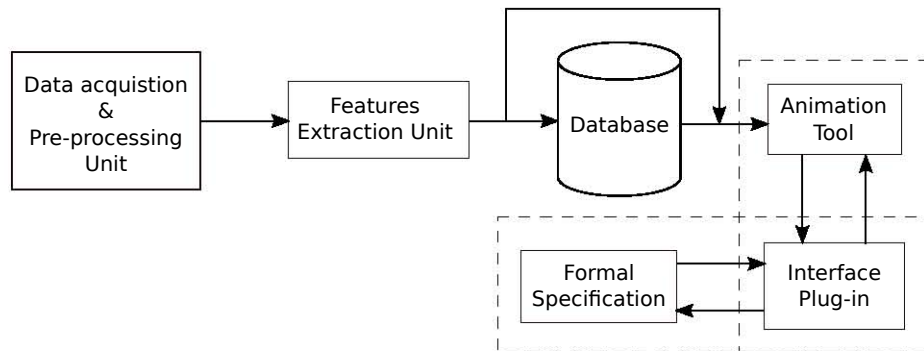 Data acquistion
&
Pre-processing
Unit
Features
Extraction Unit
Database
Animation
Tool
Formal
Specification
Interface
Plug-in